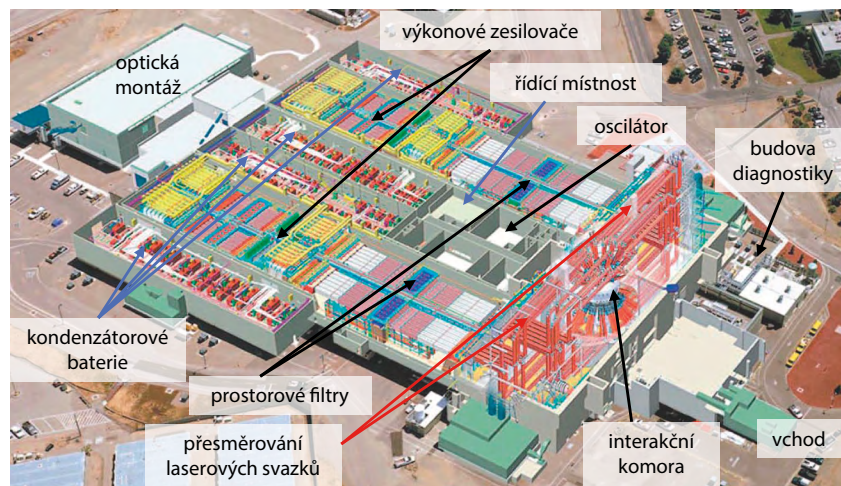 výkonové zesilovače
optická
montáž
řídící místnost
oscilátor
budova
diagnostiky
kondenzátorové
baterie
prostorové filtry
přesměrování
laserových svazků
interakční
komora
vchod